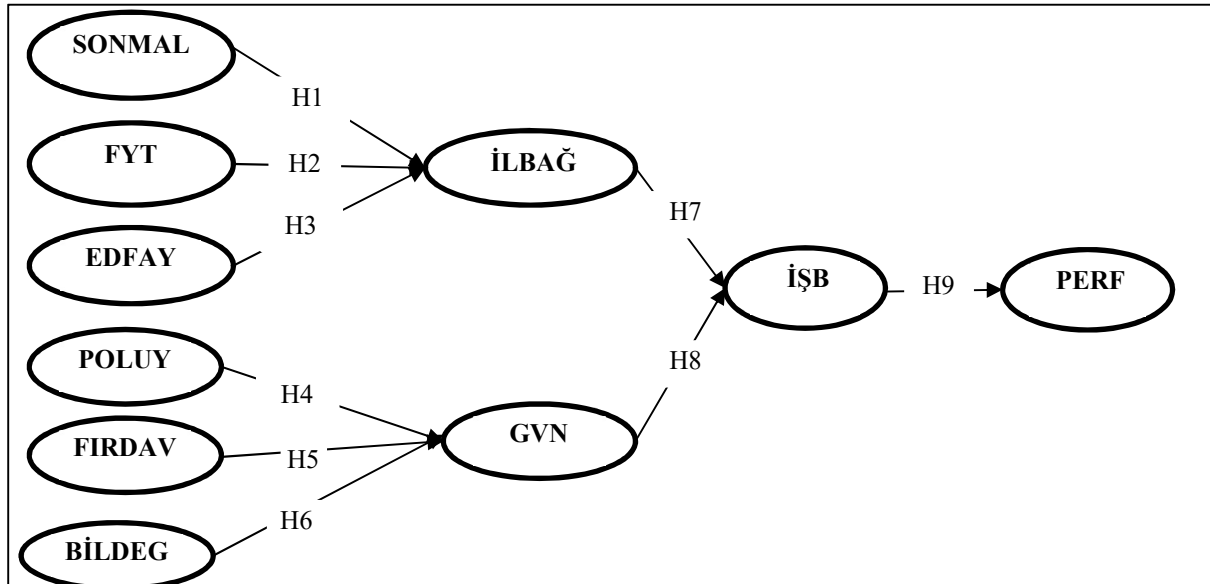 SONMAL
H1
FYT
H2
İLBAĞ
H3
EDFAY
H7
İŞB
H9
PERF
POLUY
H4
H8
GVN
FIRDAV
H5
H6
BİLDEG